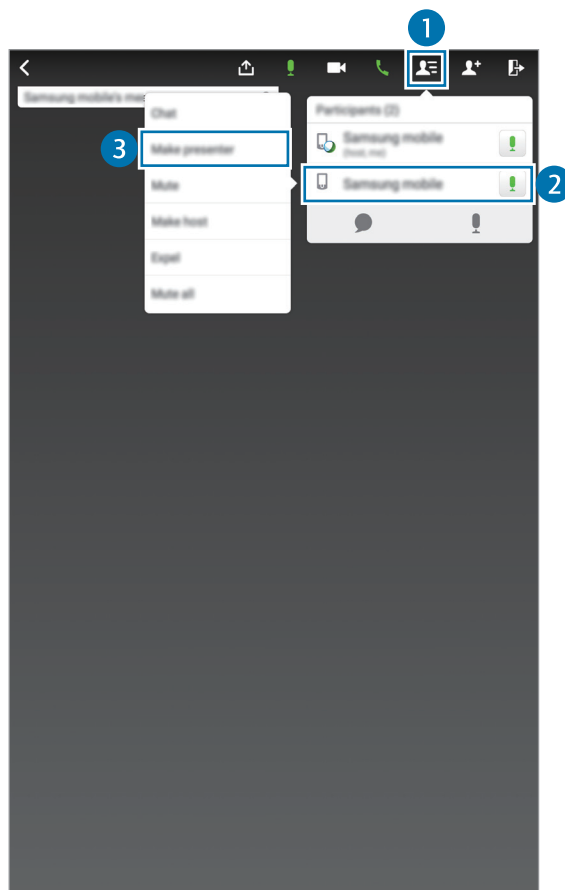 1
Samsung mobile's
Chat
Participants (2)
3
Make presenter
Samsung mobile
(host, me)
Mute
Samsung mobile
2
Make host
Expel
Mute all